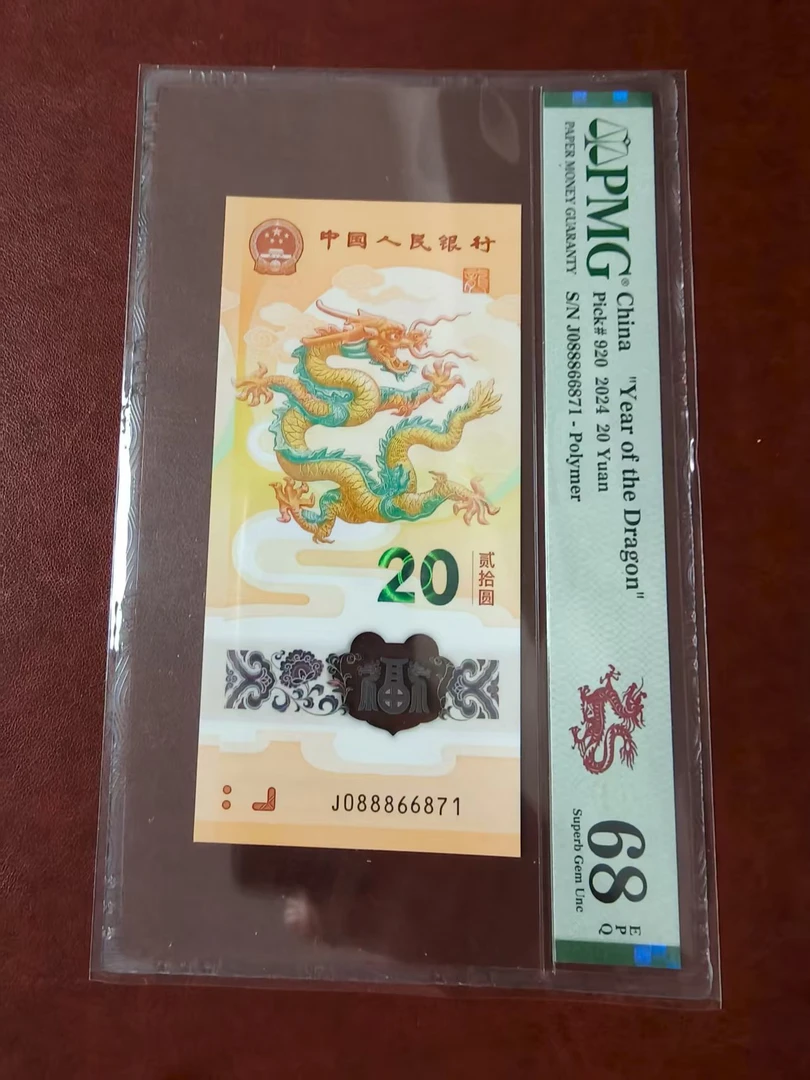 中国人民银行
龍
20
贰拾圆
J088866871
PMG®
PAPER MONEY GUARANTY
China "Year of the Dragon"
Pick# 920 2024 20 Yuan
S/N J088866871 - Polymer
68
EPQ
Superb Gem Unc